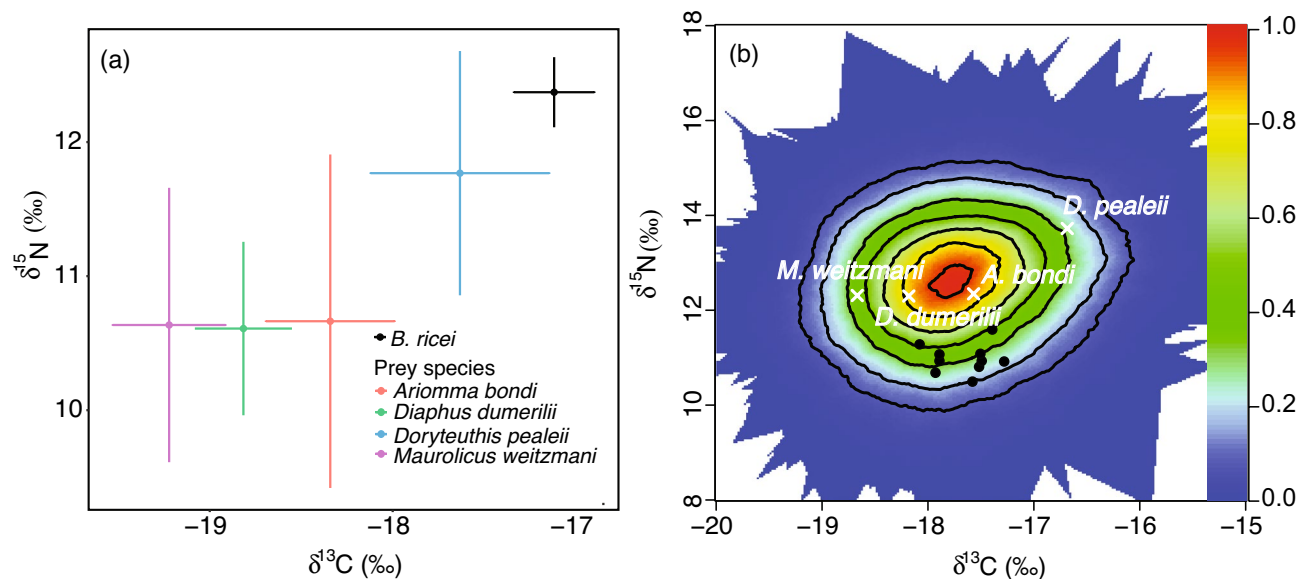 (a)
δ15N (‰)
12
11
10
−19
−18
−17
δ13C (‰)
B. ricei
Prey species
Ariomma bondi
Diaphus dumerilii
Doryteuthis pealeii
Maurolicus weitzmani
(b)
δ15N (‰)
18
16
14
12
10
8
−20
−19
−18
−17
−16
−15
δ13C (‰)
D. pealeii
M. weitzmani
A. bondi
D. dumerilii
1.0
0.8
0.6
0.4
0.2
0.0